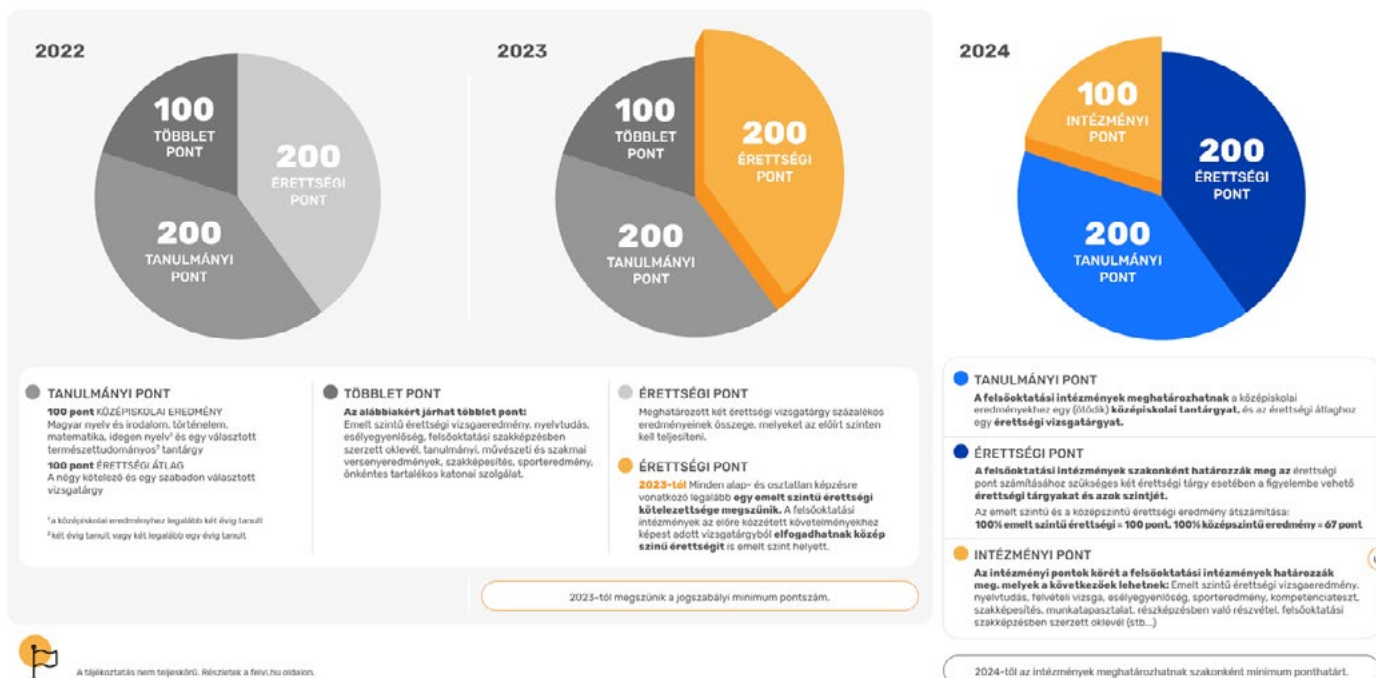 2022
100
TÖBBLET
PONT
200
ÉRETTSÉGI
PONT
200
TANULMÁNYI
PONT
2023
100
TÖBBLET
PONT
200
ÉRETTSÉGI
PONT
200
TANULMÁNYI
PONT
2024
100
INTÉZMÉNYI
PONT
200
ÉRETTSÉGI
PONT
200
TANULMÁNYI
PONT
TANULMÁNYI PONT
100 pont KÖZÉPISKOLAI EREDMÉNY
Magyar nyelv és irodalom, történelem,
matematika, idegen nyelv¹ és egy választott
természettudományos² tantárgy
100 pont ÉRETTSÉGI ÁTLAG
A négy kötelező és egy szabadon választott
vizsgatárgy
¹a középiskolai eredményhez legalább két évig tanult
²két évig tanult vagy két legalább egy évig tanult
TÖBBLET PONT
Az alábbiakért járhat többlet pont:
Emelt szintű érettségi vizsgaeredmény, nyelvtudás,
esélyegyenlőség, felsőoktatási szakképzésben
szerzett oklevél, tanulmányi, művészeti és szakmai
versenyeredmények, szakképesítés, sporteredmény,
önkéntes tartalékos katonai szolgálat.
ÉRETTSÉGI PONT
Meghatározott két érettségi vizsgatárgy százalékos
eredményeinek összege, melyeket az előírt szinten
kell teljesíteni.
ÉRETTSÉGI PONT
2023-tól Minden alap- és osztatlan képzésre
vonatkozó legalább egy emelt szintű érettségi
kötelezettsége megszűnik. A felsőoktatási
intézmények az előre közzétett követelményekhez
képest adott vizsgatárgyból elfogadhatnak közép
szinű érettségit is emelt szint helyett.
2023-tól megszűnik a jogszabályi minimum pontszám.
TANULMÁNYI PONT
A felsőoktatási intézmények meghatározhatnak a középiskolai
eredményekhez egy (ötödik) középiskolai tantárgyat, és az érettségi átlaghoz
egy érettségi vizsgatárgyat.
ÉRETTSÉGI PONT
A felsőoktatási intézmények szakonként határozzák meg az érettségi
pont számításához szükséges két érettségi tárgy esetében a figyelembe vehető
érettségi tárgyakat és azok szintjét.
Az emelt szintű és a középszintű érettségi eredmény átszámítása:
100% emelt szintű érettségi = 100 pont, 100% középszintű eredmény = 67 pont
INTÉZMÉNYI PONT
Az intézményi pontok körét a felsőoktatási intézmények határozzák
meg, melyek a következőek lehetnek: Emelt szintű érettségi vizsgaeredmény,
nyelvtudás, felvételi vizsga, esélyegyenlőség, sporteredmény, kompetenciateszt,
szakképesítés, munkatapasztalat, részképzésben való részvétel, felsőoktatási
szakképzésben szerzett oklevél (stb...)
2024-től az intézmények meghatározhatnak szakonként minimum ponthatárt.
A tájékoztatás nem teljeskörű. Részletek a felvi.hu oldalon.